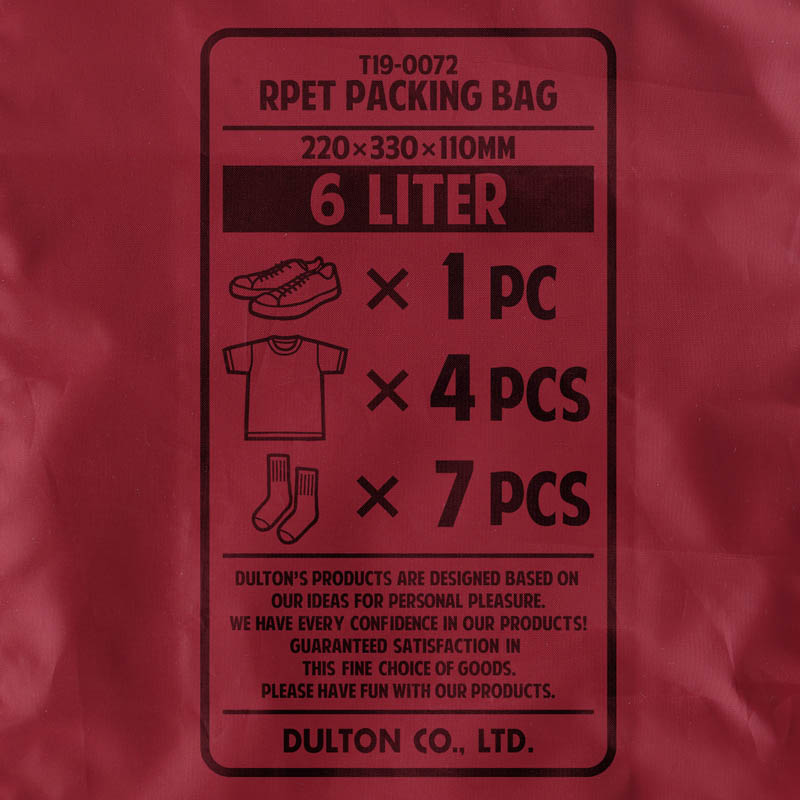 T19-0072
RPET PACKING BAG
220×330×110MM
6 LITER
× 1 PC
× 4 PCS
× 7 PCS
DULTON'S PRODUCTS ARE DESIGNED BASED ON
OUR IDEAS FOR PERSONAL PLEASURE.
WE HAVE EVERY CONFIDENCE IN OUR PRODUCTS!
GUARANTEED SATISFACTION IN
THIS FINE CHOICE OF GOODS.
PLEASE HAVE FUN WITH OUR PRODUCTS.
DULTON CO., LTD.